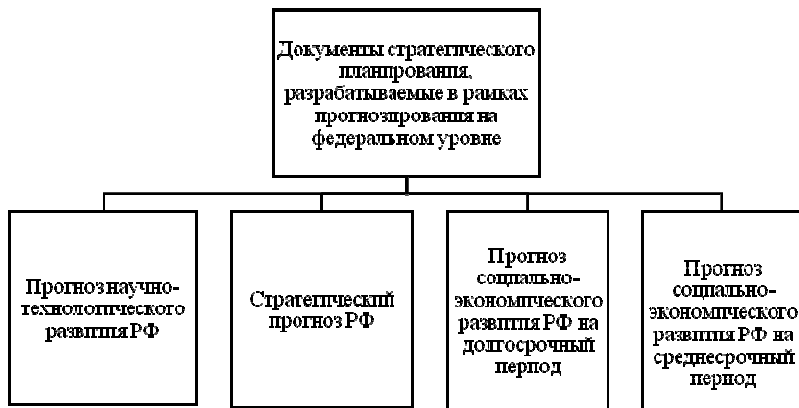 Документы стратегического
планирования,
разрабатываемые в рамках
прогнозирования на
федеральном уровне
Прогноз научно-
технологического
развития РФ
Стратегический
прогноз РФ
Прогноз
социально-
экономического
развития РФ на
долгосрочный
период
Прогноз
социально-
экономического
развития РФ на
среднесрочный
период